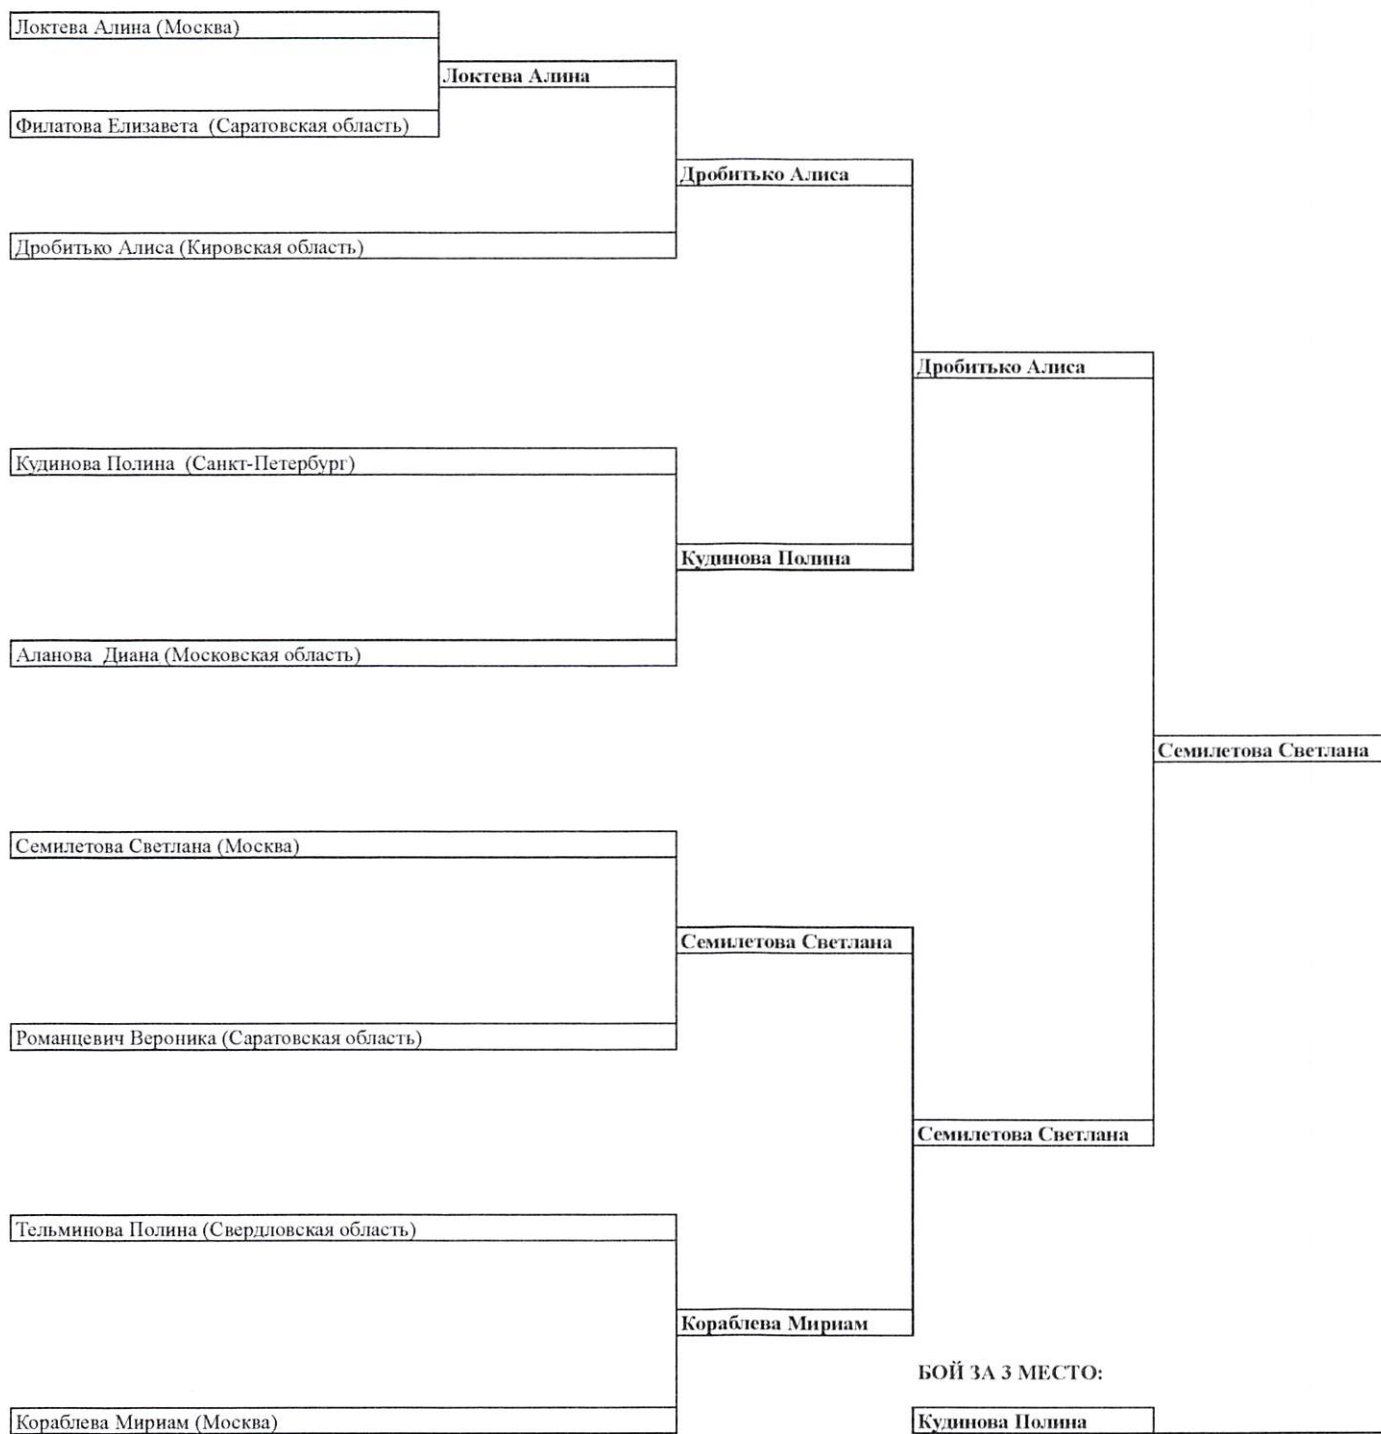 Локтева Алина (Москва)
Локтева Алина
Филатова Елизавета (Саратовская область)
Дробитько Алиса
Дробитько Алиса (Кировская область)
Дробитько Алиса
Кудинова Полина (Санкт-Петербург)
Кудинова Полина
Аланова Диана (Московская область)
Семилетова Светлана
Семилетова Светлана (Москва)
Семилетова Светлана
Романцевич Вероника (Саратовская область)
Семилетова Светлана
Тельминова Полина (Свердловская область)
Кораблева Мириам
БОЙ ЗА 3 МЕСТО:
Кораблева Мириам (Москва)
Кудинова Полина